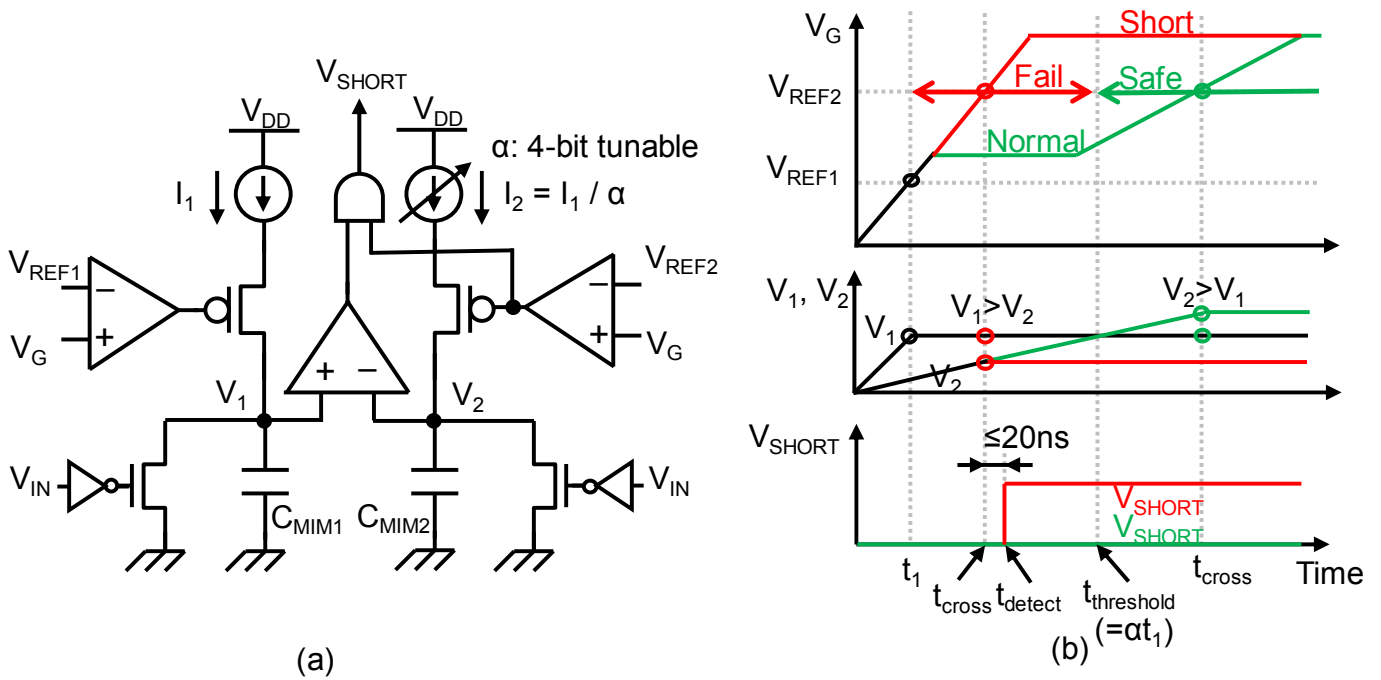 V_SHORT
V_DD
V_DD
α: 4-bit tunable
I_1
I_2 = I_1 / α
V_REF1
−
+
V_G
V_REF2
−
+
V_G
+ −
V_1
V_2
V_IN
C_MIM1
C_MIM2
V_IN
(a)
V_G
Short
V_REF2
Fail
Safe
Normal
V_REF1
V_1, V_2
V_1>V_2
V_2>V_1
V_1
V_2
V_SHORT
≤20ns
V_SHORT
V_SHORT
t_1
t_cross
t_detect
t_threshold
(=αt_1)
t_cross
Time
(b)